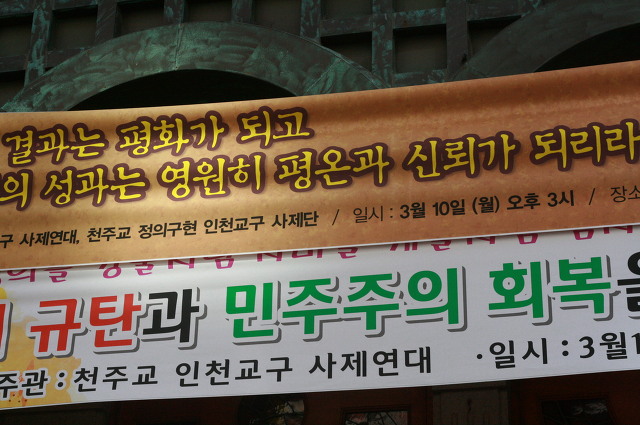 결과는 평화가 되고
의 성과는 영원히 평온과 신뢰가 되리라
구 사제연대, 천주교 정의구현 인천교구 사제단 / 일시 : 3월 10일 (월) 오후 3시 / 장소
규탄과 민주주의 회복을
주관 : 천주교 인천교구 사제연대 ·일시 : 3월 1